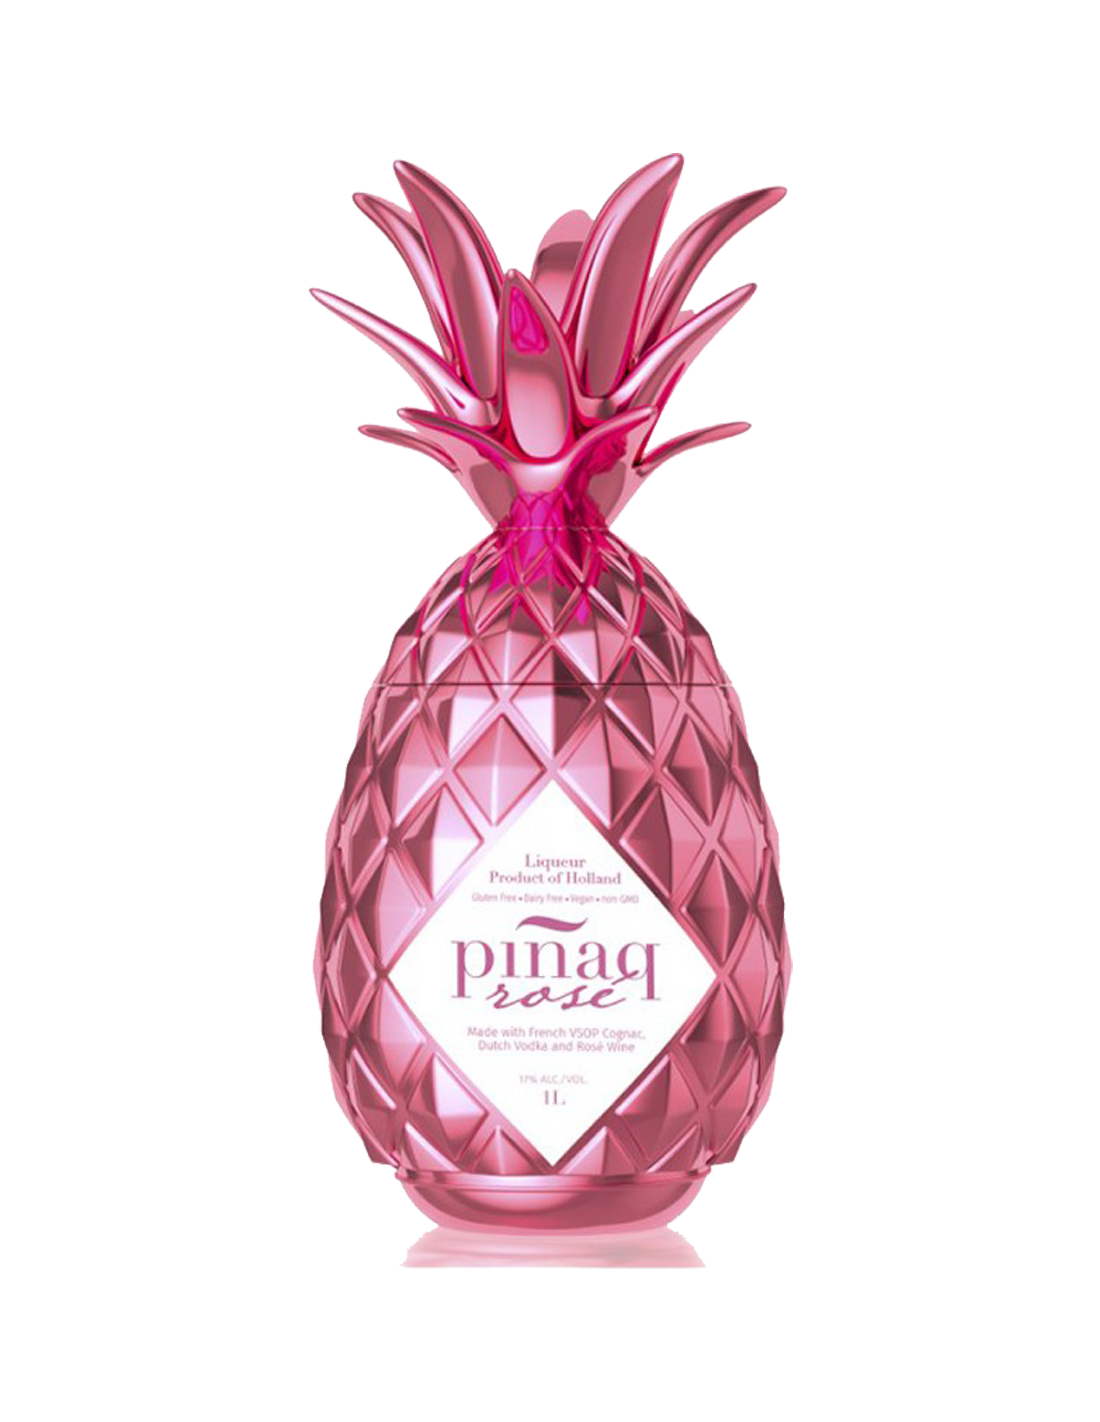 Liqueur
Product of Holland
Gluten Free • Dairy Free • Vegan • non-GMO
piñaq
rosé
Made with French VSOP Cognac,
Dutch Vodka and Rosé Wine
17% ALC./VOL.
1L